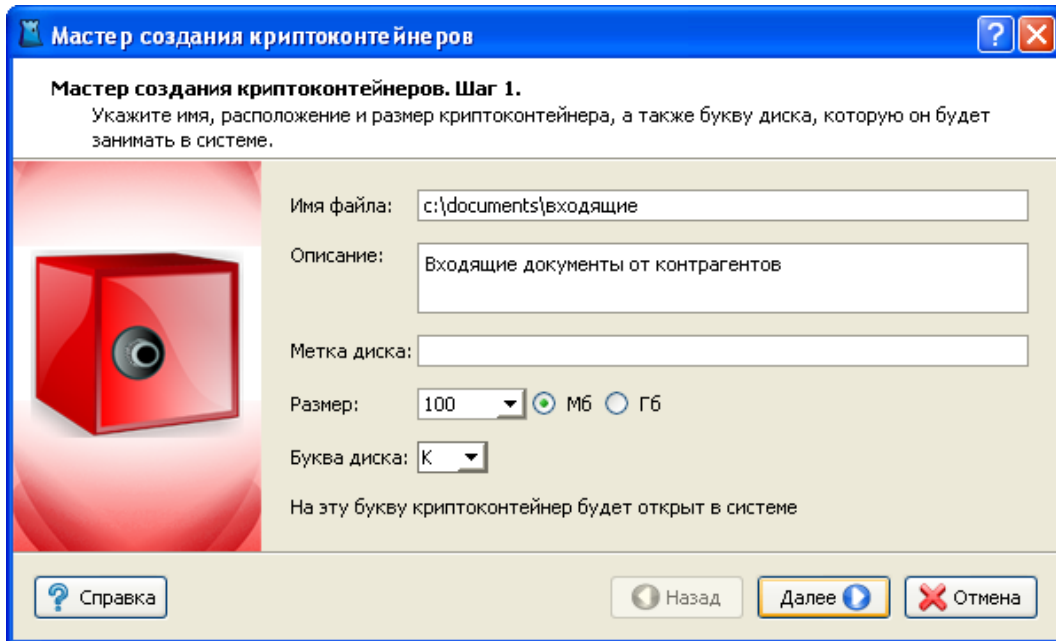 Мастер создания криптоконтейнеров
Мастер создания криптоконтейнеров. Шаг 1.
Укажите имя, расположение и размер криптоконтейнера, а также букву диска, которую он будет
занимать в системе.
Имя файла: c:\documents\входящие
Описание: Входящие документы от контрагентов
Метка диска:
Размер: 100 Мб Гб
Буква диска: K
На эту букву криптоконтейнер будет открыт в системе
Справка Назад Далее Отмена